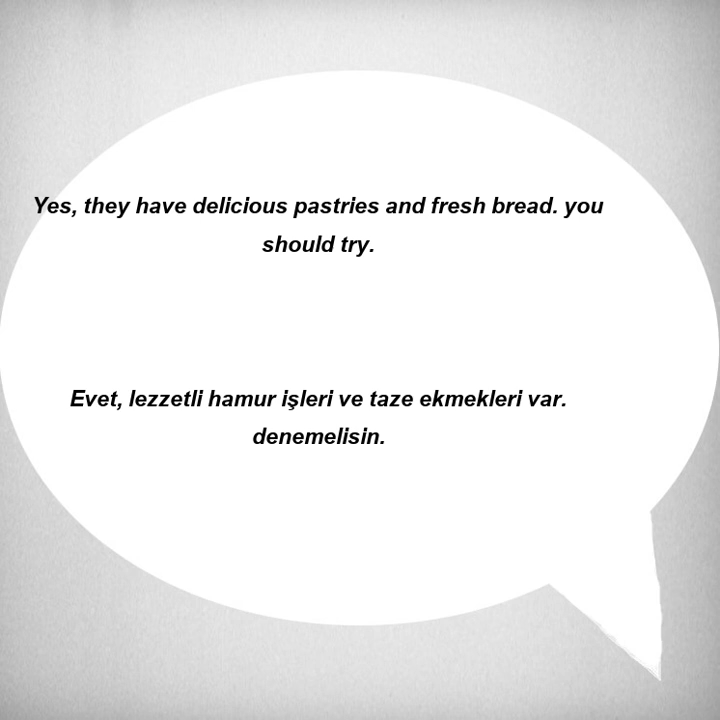 Yes, they have delicious pastries and fresh bread. you
should try.
Evet, lezzetli hamur işleri ve taze ekmekleri var.
denemelisin.